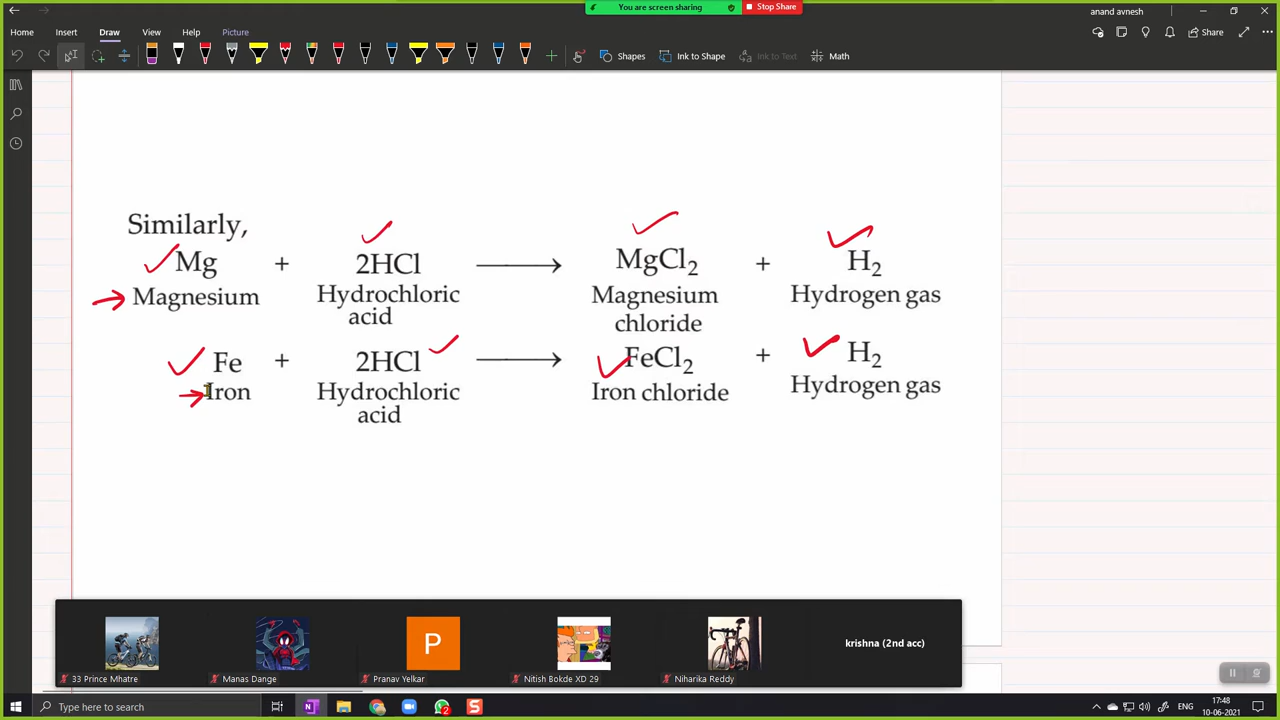 anand avnesh
You are screen sharing
Stop Share
Home Insert Draw View Help Picture
Share
Shapes Ink to Shape Ink to Text Math
Similarly,
Mg + 2HCl ⟶ MgCl₂ + H₂
Magnesium Hydrochloric acid Magnesium chloride Hydrogen gas
Fe + 2HCl ⟶ FeCl₂ + H₂
Iron Hydrochloric acid Iron chloride Hydrogen gas
P
krishna (2nd acc)
33 Prince Mhatre Manas Dange Pranav Yelkar Nitish Bokde XD 29 Niharika Reddy
Type here to search
2
S
ENG
17:48
10-06-2021